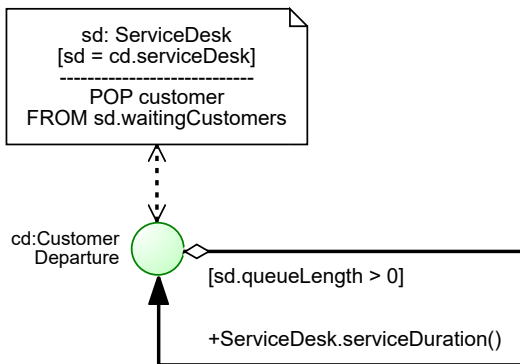 sd: ServiceDesk
[sd = cd.serviceDesk]
----------------------------
POP customer
FROM sd.waitingCustomers
cd:Customer
Departure
[sd.queueLength > 0]
+ServiceDesk.serviceDuration()